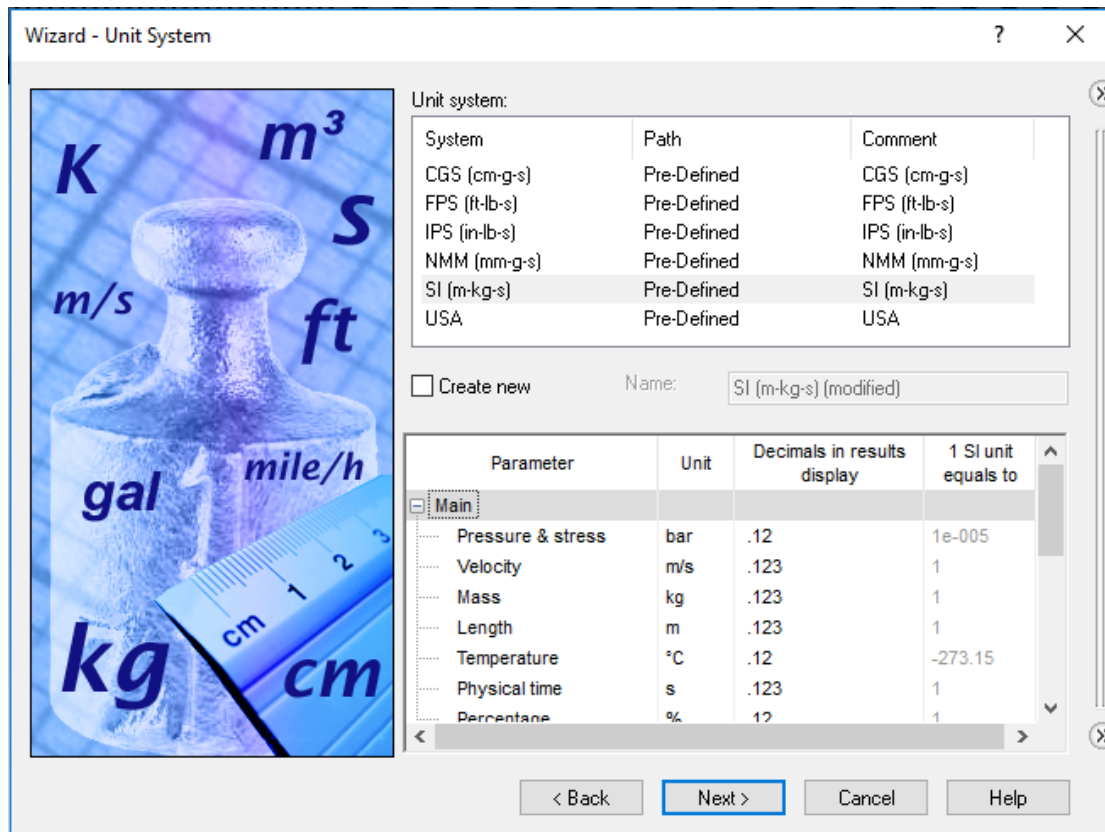 Wizard - Unit System ?
K
m³
S
m/s
ft
gal
mile/h
cm 1 2 3
kg
cm
Unit system:
System Path Comment
CGS (cm-g-s) Pre-Defined CGS (cm-g-s)
FPS (ft-lb-s) Pre-Defined FPS (ft-lb-s)
IPS (in-lb-s) Pre-Defined IPS (in-lb-s)
NMM (mm-g-s) Pre-Defined NMM (mm-g-s)
SI (m-kg-s) Pre-Defined SI (m-kg-s)
USA Pre-Defined USA
Create new Name: SI (m-kg-s) (modified)
Parameter Unit Decimals in results display 1 SI unit equals to
Main
Pressure & stress bar .12 1e-005
Velocity m/s .123 1
Mass kg .123 1
Length m .123 1
Temperature °C .12 -273.15
Physical time s .123 1
Percentage % .12 1
< Back Next > Cancel Help